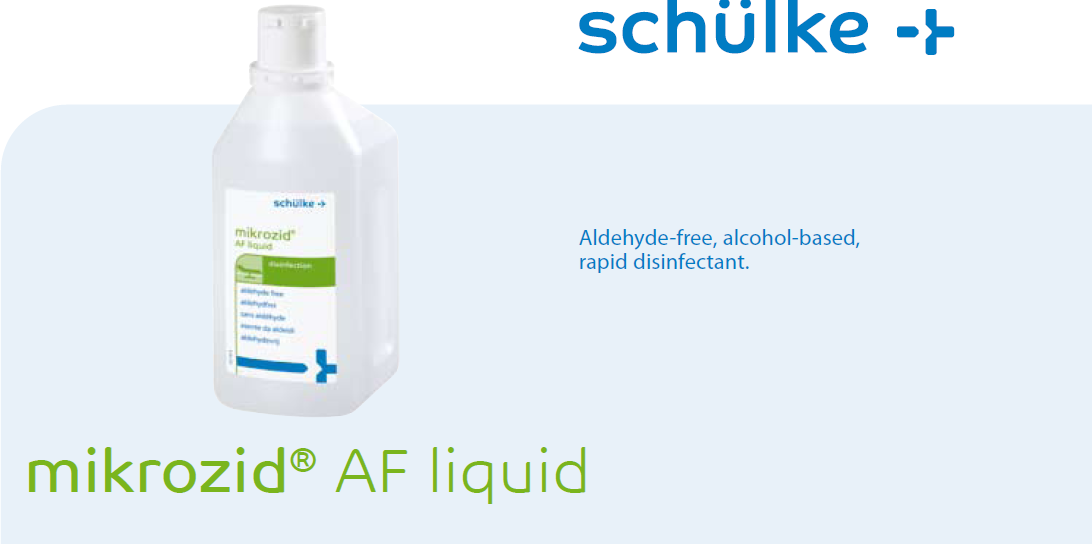 schülke
schülke
mikrozid®
AF liquid
disinfection
aldehyde free
aldehydfrei
sans aldéhyde
esente da aldeidi
aldehydevrij
Aldehyde-free, alcohol-based,
rapid disinfectant.
mikrozid® AF liquid